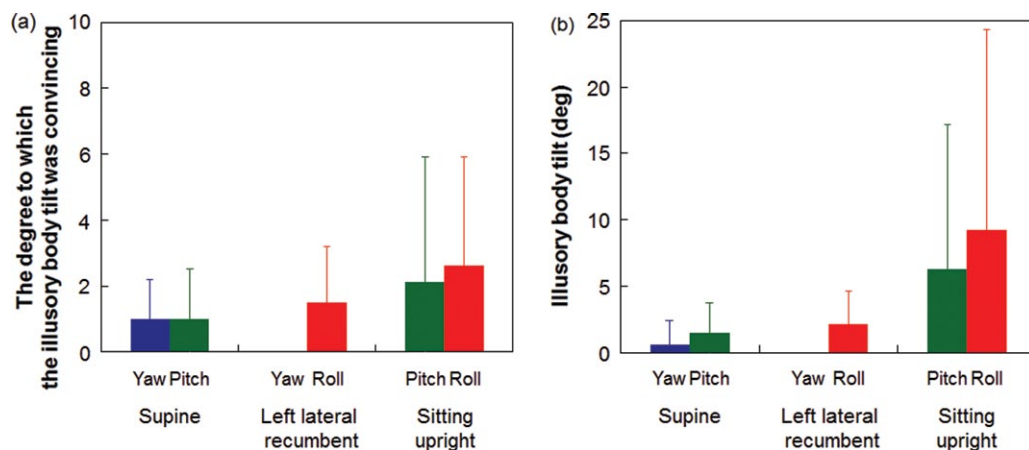 (a)
The degree to which
the illusory body tilt was convincing
10
8
6
4
2
0
Yaw Pitch
Yaw Roll
Pitch Roll
Supine
Left lateral
recumbent
Sitting
upright
(b)
Illusory body tilt (deg)
25
20
15
10
5
0
Yaw Pitch
Yaw Roll
Pitch Roll
Supine
Left lateral
recumbent
Sitting
upright